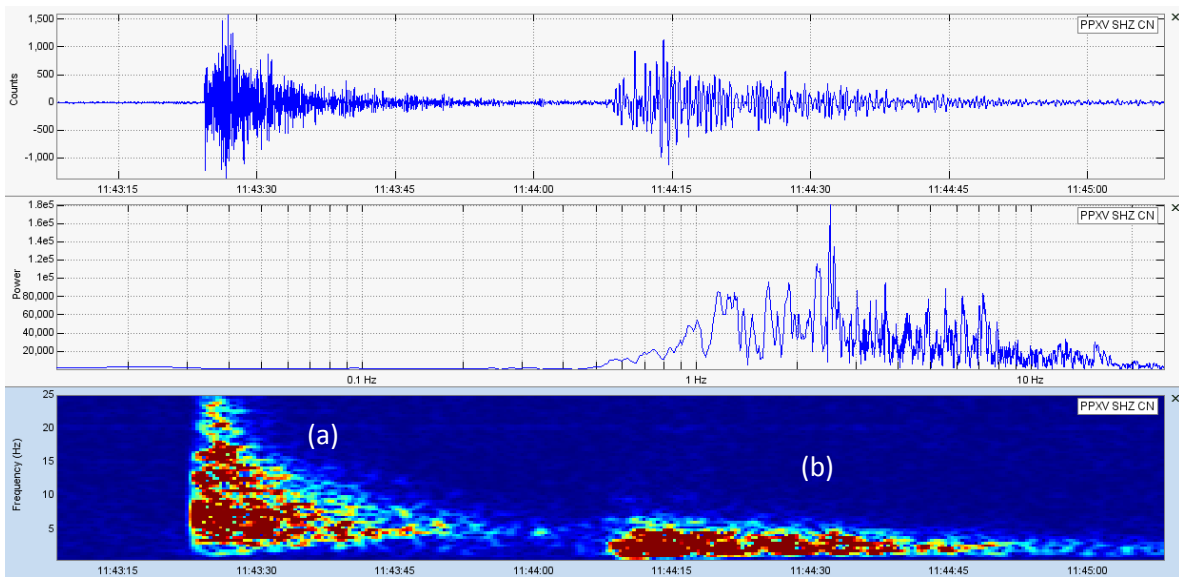 1,500
1,000
500
0
-500
-1,000
Counts
PPXV SHZ CN
11:43:15 11:43:30 11:43:45 11:44:00 11:44:15 11:44:30 11:44:45 11:45:00
1.8e5
1.6e5
1.4e5
1.2e5
1e5
80,000
60,000
40,000
20,000
Power
PPXV SHZ CN
0.1 Hz 1 Hz 10 Hz
25
20
15
10
5
Frequency (Hz)
PPXV SHZ CN
(a)
(b)
11:43:15 11:43:30 11:43:45 11:44:00 11:44:15 11:44:30 11:44:45 11:45:00